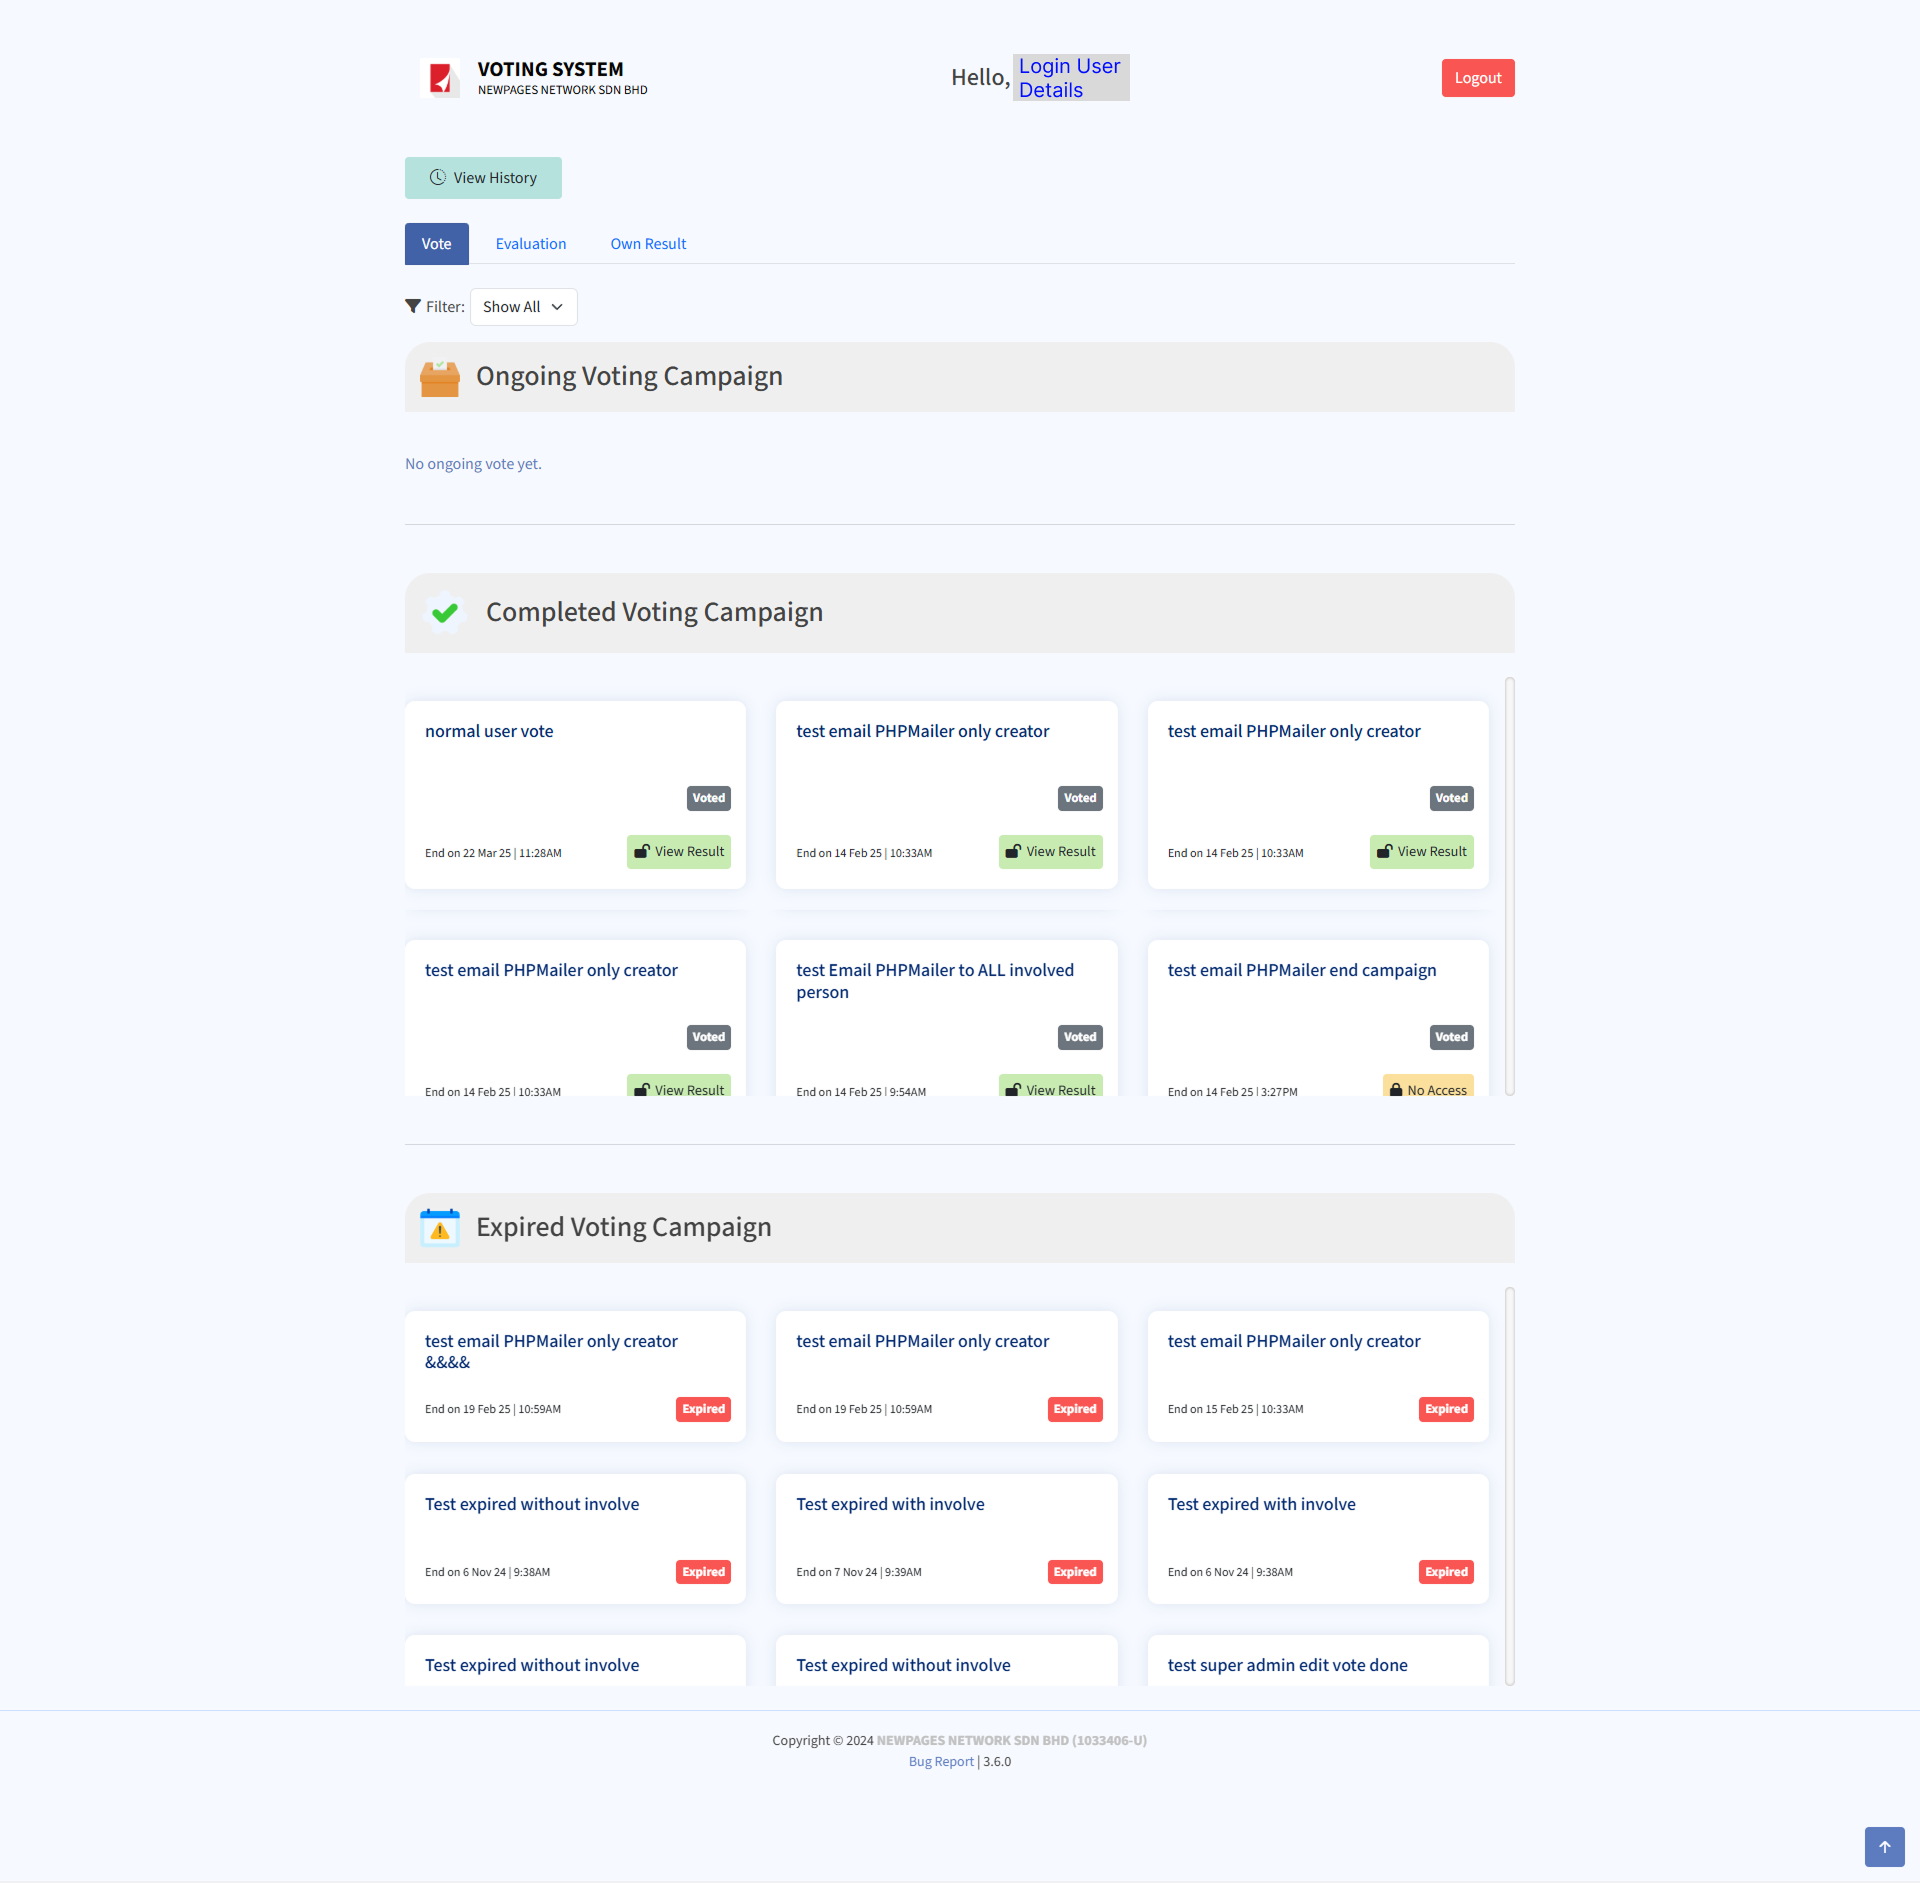 VOTING SYSTEM
NEWPAGES NETWORK SDN BHD
Hello, Login User
Details
Logout
View History
Vote Evaluation Own Result
Filter: Show All
Ongoing Voting Campaign
No ongoing vote yet.
Completed Voting Campaign
normal user vote
Voted
End on 22 Mar 25 | 11:28AM View Result
test email PHPMailer only creator
Voted
End on 14 Feb 25 | 10:33AM View Result
test email PHPMailer only creator
Voted
End on 14 Feb 25 | 10:33AM View Result
test email PHPMailer only creator
Voted
End on 14 Feb 25 | 10:33AM View Result
test Email PHPMailer to ALL involved
person
Voted
End on 14 Feb 25 | 9:54AM View Result
test email PHPMailer end campaign
Voted
End on 14 Feb 25 | 3:27PM No Access
Expired Voting Campaign
test email PHPMailer only creator
&&&&
End on 19 Feb 25 | 10:59AM Expired
test email PHPMailer only creator
End on 19 Feb 25 | 10:59AM Expired
test email PHPMailer only creator
End on 15 Feb 25 | 10:33AM Expired
Test expired without involve
End on 6 Nov 24 | 9:38AM Expired
Test expired with involve
End on 7 Nov 24 | 9:39AM Expired
Test expired with involve
End on 6 Nov 24 | 9:38AM Expired
Test expired without involve
Test expired without involve
test super admin edit vote done
Copyright © 2024 NEWPAGES NETWORK SDN BHD (1033406-U)
Bug Report | 3.6.0